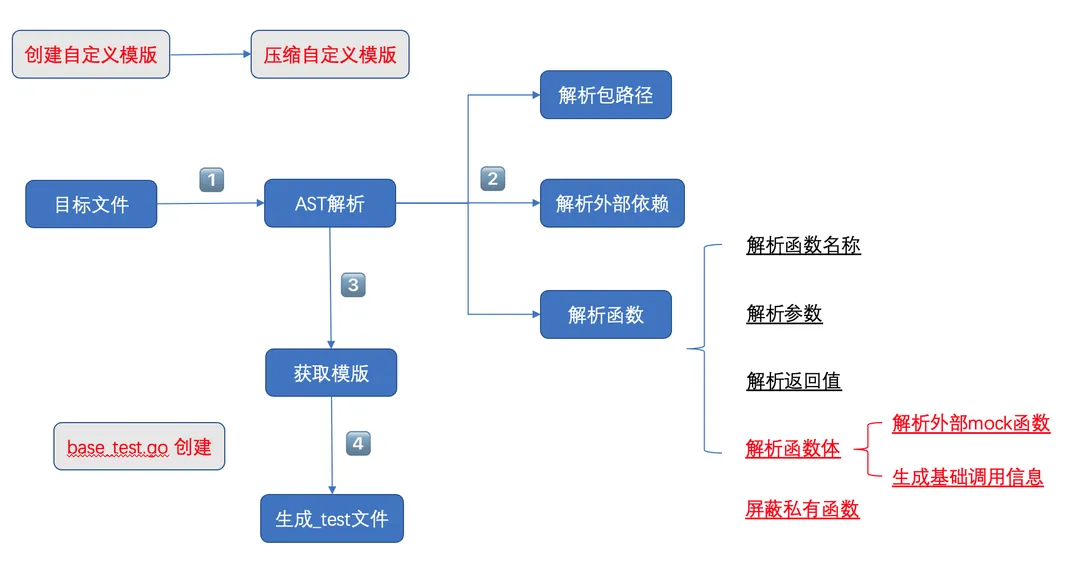 创建自定义模版
压缩自定义模版
解析包路径
1
2
目标文件
AST解析
解析外部依赖
解析函数名称
3
解析函数
解析参数
获取模版
解析返回值
base_test.go 创建
4
解析函数体
解析外部mock函数
生成基础调用信息
生成_test文件
屏蔽私有函数